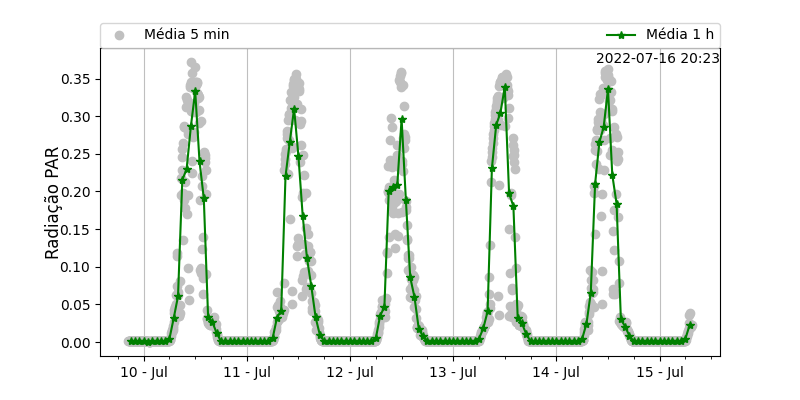 Média 5 min
Média 1 h
2022-07-16 20:23
Radiação PAR
0.35
0.30
0.25
0.20
0.15
0.10
0.05
0.00
10 - Jul
11 - Jul
12 - Jul
13 - Jul
14 - Jul
15 - Jul